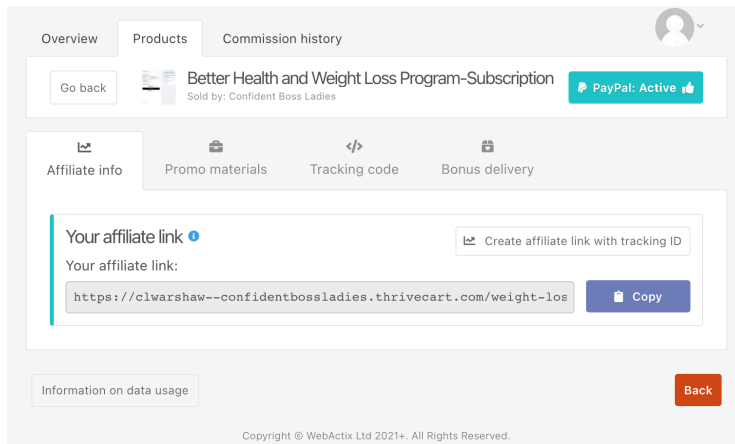 Overview Products Commission history
Go back
Better Health and Weight Loss Program-Subscription
Sold by: Confident Boss Ladies
PayPal: Active
Affiliate info Promo materials Tracking code Bonus delivery
Your affiliate link
Create affiliate link with tracking ID
Your affiliate link:
https://clwarshaw--confidentbossladies.thrivecart.com/weight-los
Copy
Information on data usage
Back
Copyright © WebActix Ltd 2021+. All Rights Reserved.